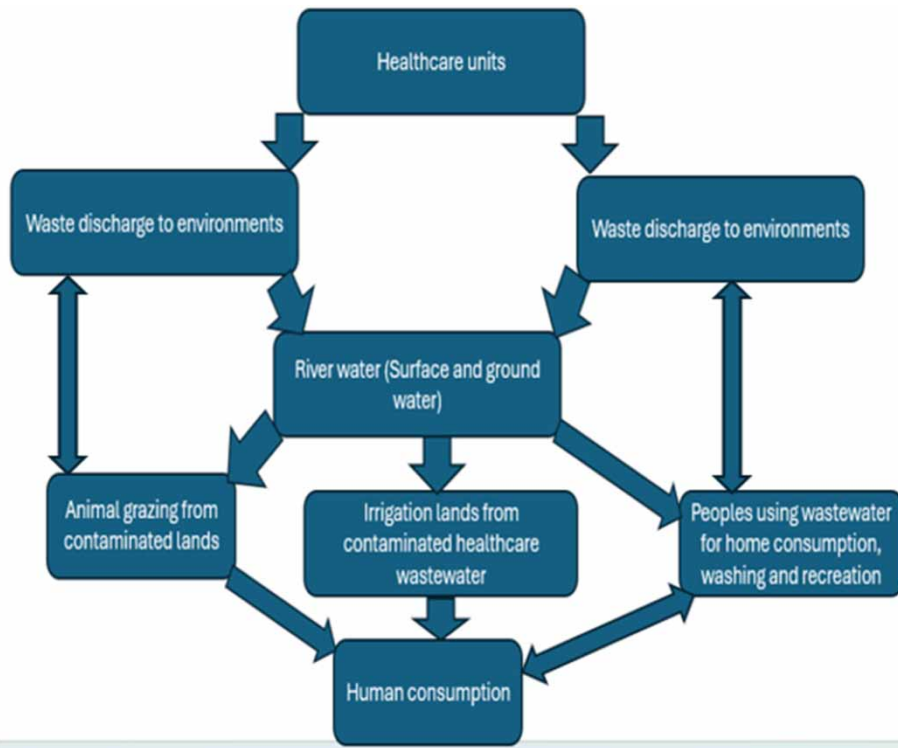 Healthcare units
Waste discharge to environments
Waste discharge to environments
River water (Surface and ground
water)
Animal grazing from
contaminated lands
Irrigation lands from
contaminated healthcare
wastewater
Peoples using wastewater
for home consumption,
washing and recreation
Human consumption